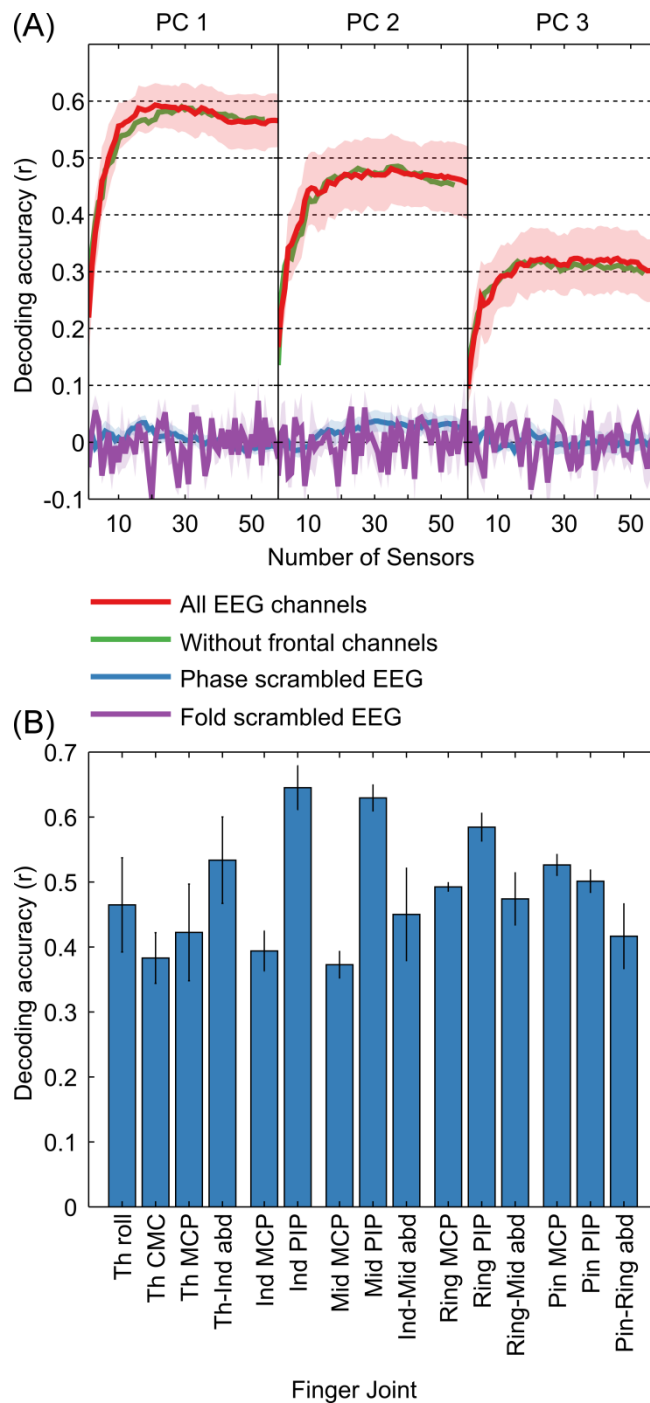 (A) PC 1 PC 2 PC 3
Decoding accuracy (r)
0.6
0.5
0.4
0.3
0.2
0.1
0
-0.1
10 30 50 10 30 50 10 30 50
Number of Sensors
All EEG channels
Without frontal channels
Phase scrambled EEG
Fold scrambled EEG
(B)
Decoding accuracy (r)
0.7
0.6
0.5
0.4
0.3
0.2
0.1
0
Th roll
Th CMC
Th MCP
Th-Ind abd
Ind MCP
Ind PIP
Mid MCP
Mid PIP
Ind-Mid abd
Ring MCP
Ring PIP
Ring-Mid abd
Pin MCP
Pin PIP
Pin-Ring abd
Finger Joint